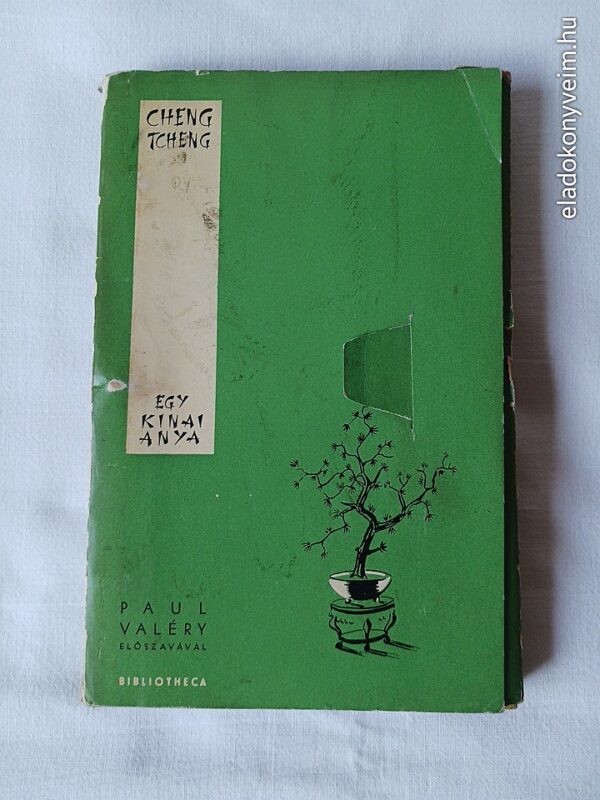 CHENG
TCHENG
EGY
KINAI
ANYA
PAUL
VALÉRY
ELŐSZAVÁVAL
BIBLIOTHECA
eladokonyveim.hu